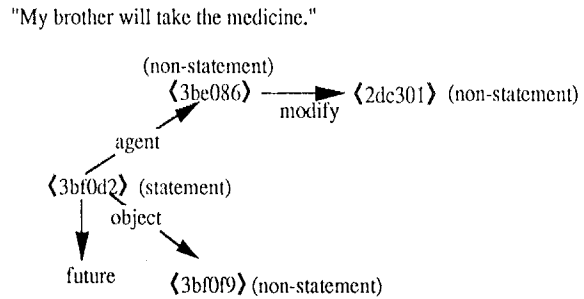 "My brother will take the medicine."
(non-statement)
⟨3be086⟩ ⟨2dc301⟩ (non-statement)
modify
agent
⟨3bf0d2⟩ (statement)
object
future
⟨3bf0f9⟩ (non-statement)